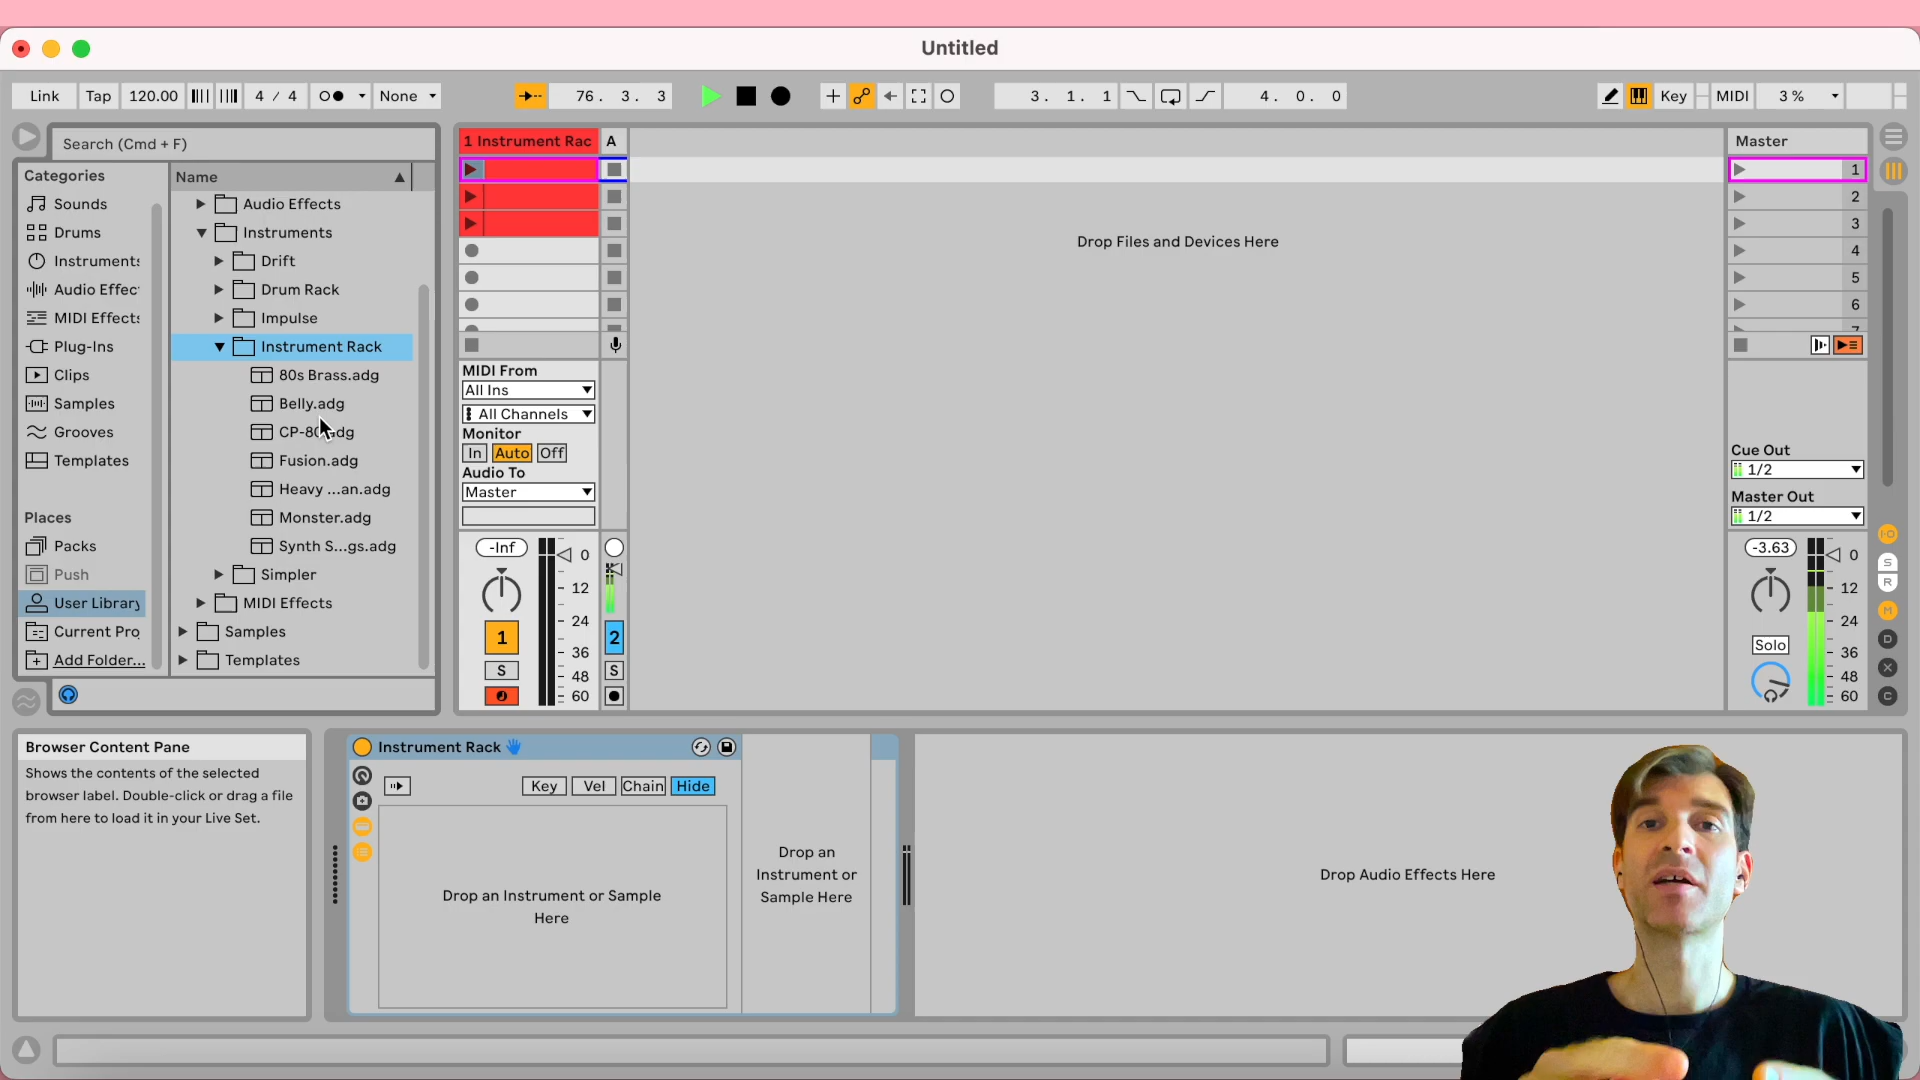 Untitled
Link Tap 120.00 4 / 4 None 76. 3. 3 3. 1. 1 4. 0. 0 Key MIDI 3 %
Search (Cmd + F)
Categories
Sounds
Drums
Instruments
Audio Effec
MIDI Effects
Plug-Ins
Clips
Samples
Grooves
Templates
Places
Packs
Push
User Library
Current Pro
Add Folder...
Name
Audio Effects
Instruments
Drift
Drum Rack
Impulse
Instrument Rack
80s Brass.adg
Belly.adg
Fusion.adg
Heavy ...an.adg
Monster.adg
Synth S...gs.adg
Simpler
MIDI Effects
Samples
Templates
1 Instrument Rac A
MIDI From
All Ins
All Channels
Monitor
In Auto Off
Audio To
Master
-Inf
0
12
24
36
48
60
1
S
2
S
Drop Files and Devices Here
Master
1
2
3
4
5
6
Cue Out
1/2
Master Out
1/2
-3.63
0
12
24
36
48
60
Solo
I·O
S
R
M
D
X
C
Browser Content Pane
Shows the contents of the selected
browser label. Double-click or drag a file
from here to load it in your Live Set.
Instrument Rack
Key Vel Chain Hide
Drop an Instrument or Sample
Here
Drop an
Instrument or
Sample Here
Drop Audio Effects Here